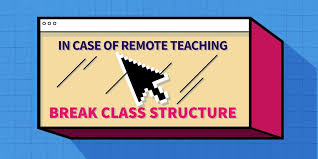 IN CASE OF REMOTE TEACHING
BREAK CLASS STRUCTURE